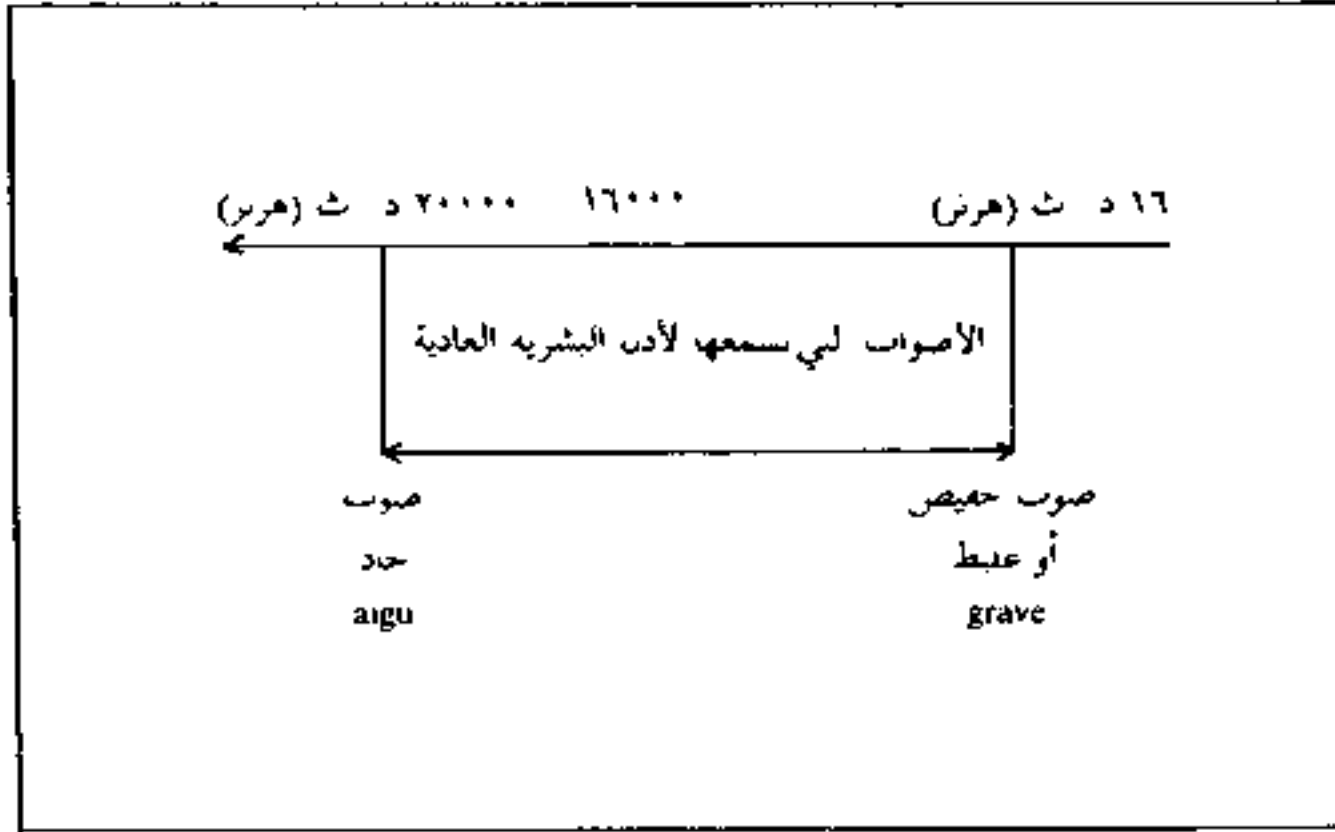 ١٦ د ث (هرتز)
١٦٠٠٠ ٢٠٠٠٠ د ث (هرتز)
الأصوات التي تسمعها الأذن البشرية العادية
صوت خفيض
أو غليظ
grave
صوت
حاد
aigu